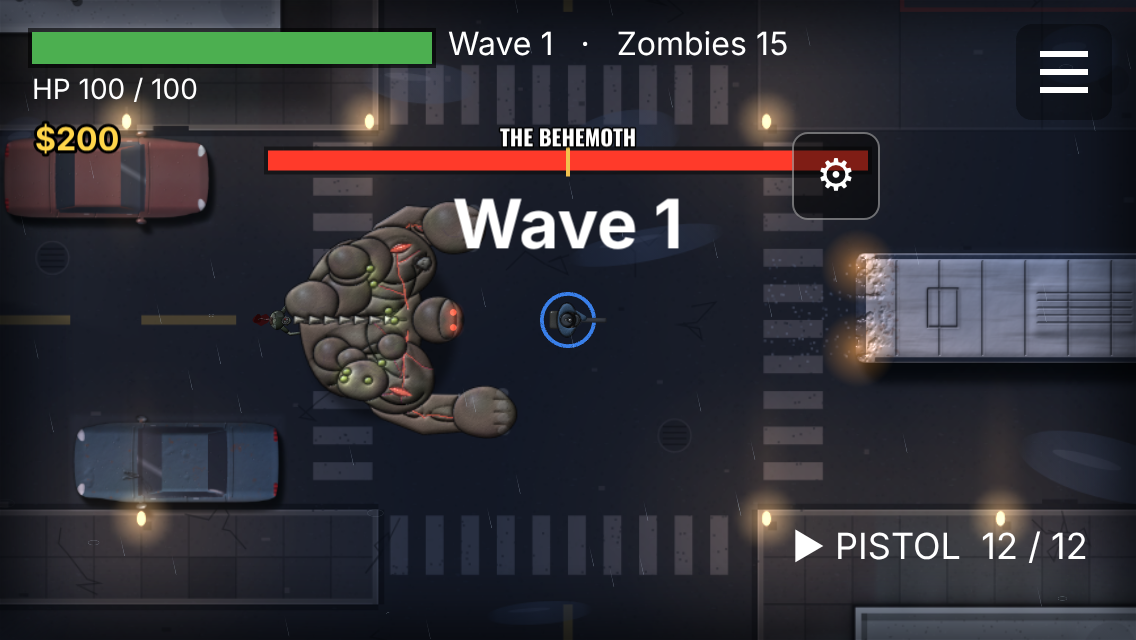 Wave 1 · Zombies 15
HP 100 / 100
$200
THE BEHEMOTH
Wave 1
▶ PISTOL 12 / 12